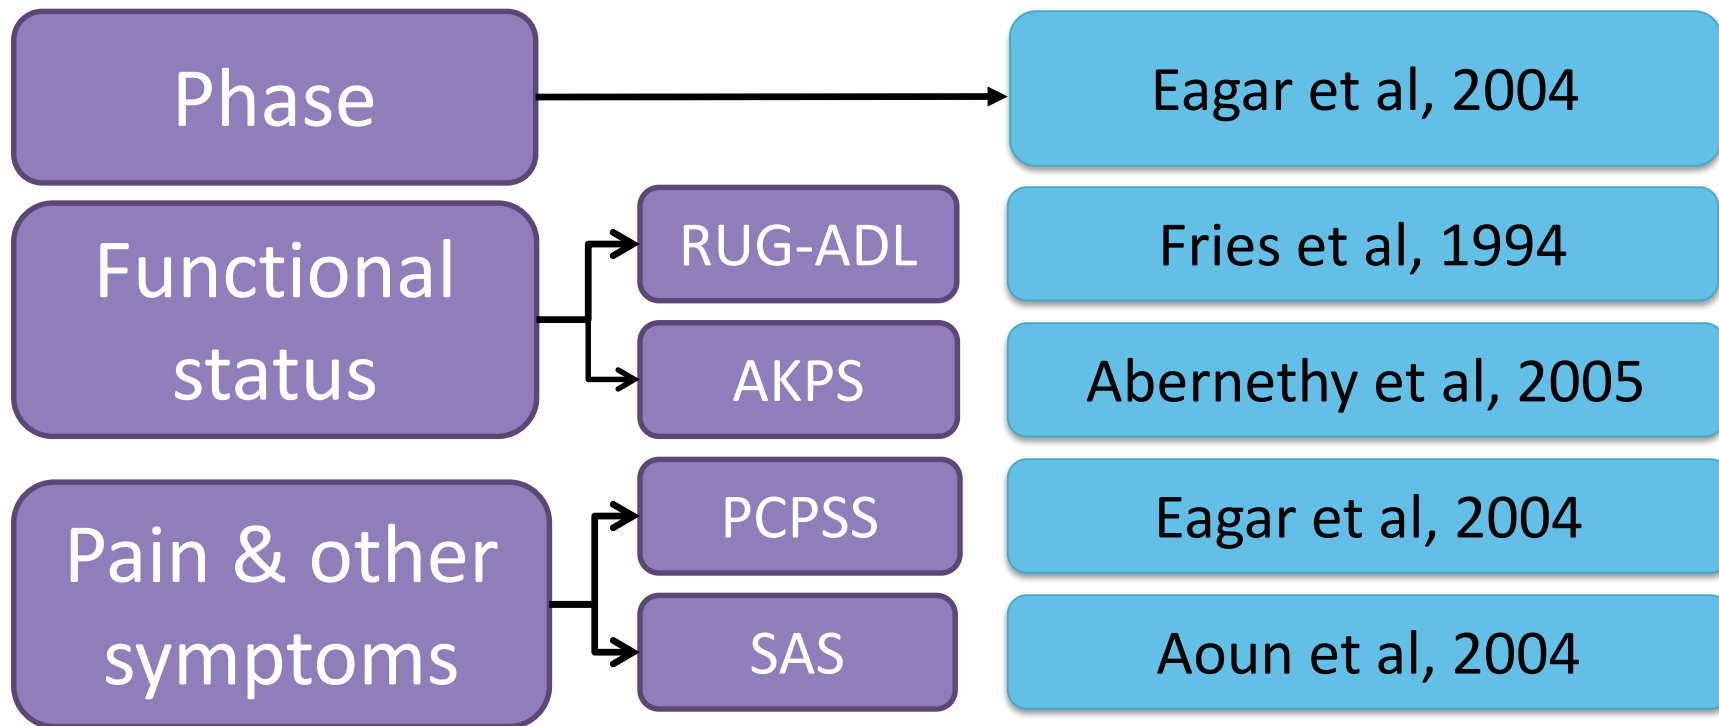 Phase
Eagar et al, 2004
Functional
status
RUG-ADL
Fries et al, 1994
AKPS
Abernethy et al, 2005
Pain & other
symptoms
PCPSS
Eagar et al, 2004
SAS
Aoun et al, 2004